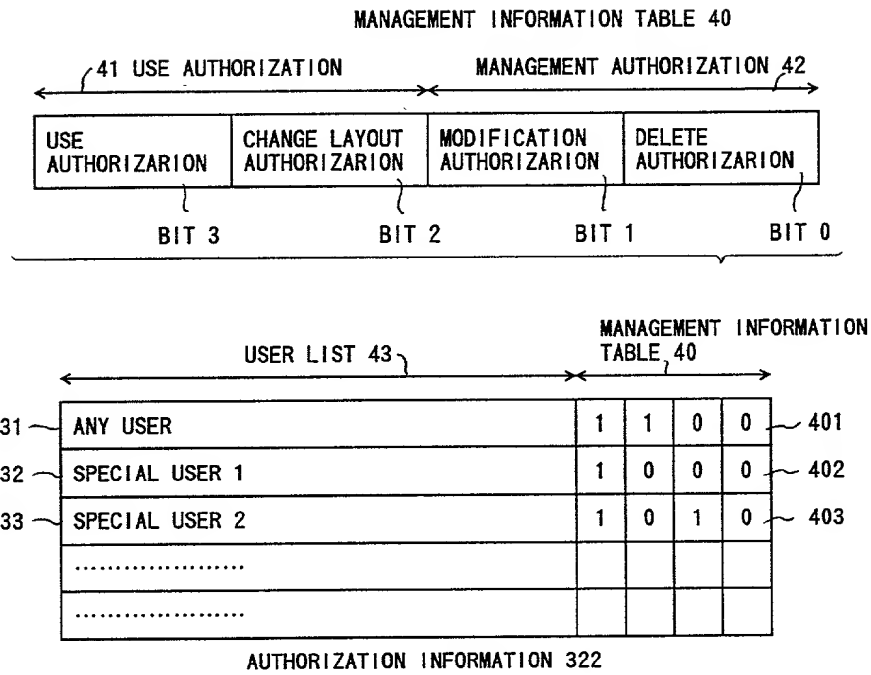 MANAGEMENT INFORMATION TABLE 40
41 USE AUTHORIZATION MANAGEMENT AUTHORIZATION 42
USE CHANGE LAYOUT MODIFICATION DELETE
AUTHORIZARION AUTHORIZARION AUTHORIZARION AUTHORIZARION
BIT 3 BIT 2 BIT 1 BIT 0
MANAGEMENT INFORMATION
USER LIST 43 TABLE 40
31 ANY USER 1 1 0 0 401
32 SPECIAL USER 1 1 0 0 0 402
33 SPECIAL USER 2 1 0 1 0 403
.....................
.....................
AUTHORIZATION INFORMATION 322